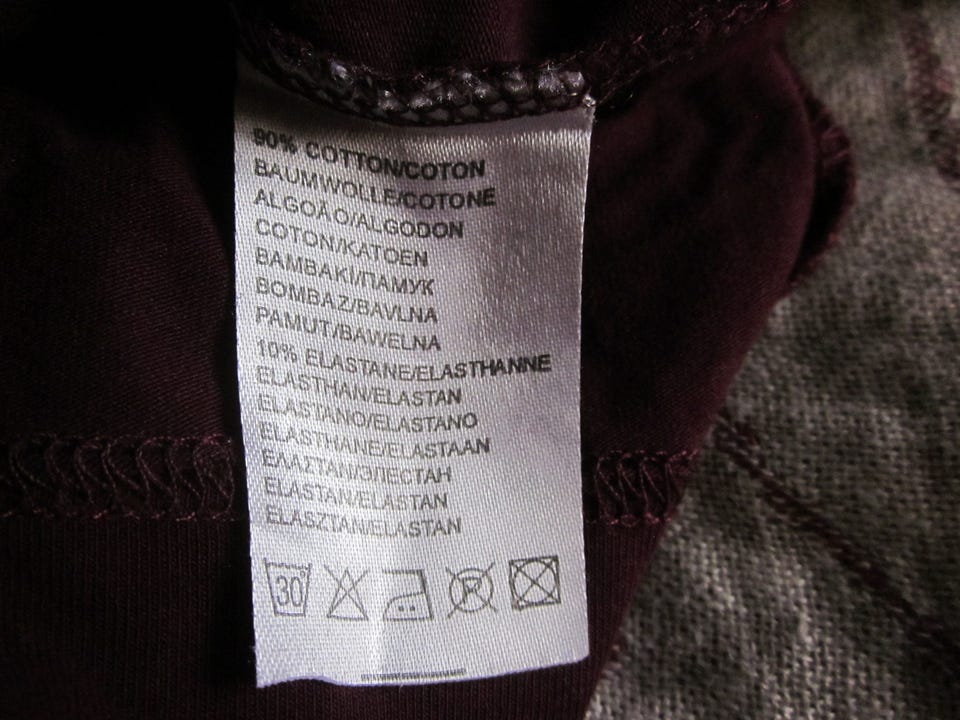 90% COTTON/COTON
BAUMWOLLE/COTONE
ALGOÃO/ALGODON
COTON/KATOEN
BAMBAKI/ПАМУК
BOMBAZ/BAVLNA
PAMUT/BAWELNA
10% ELASTANE/ELASTHANNE
ELASTHAN/ELASTAN
ELASTANO/ELASTANO
ELASTHANE/ELASTAAN
ΕΛΑΣΤΑΝ/ЭЛЕСТАН
ELASTAN/ELASTAN
ELASZTAN/ELASTAN
30 P